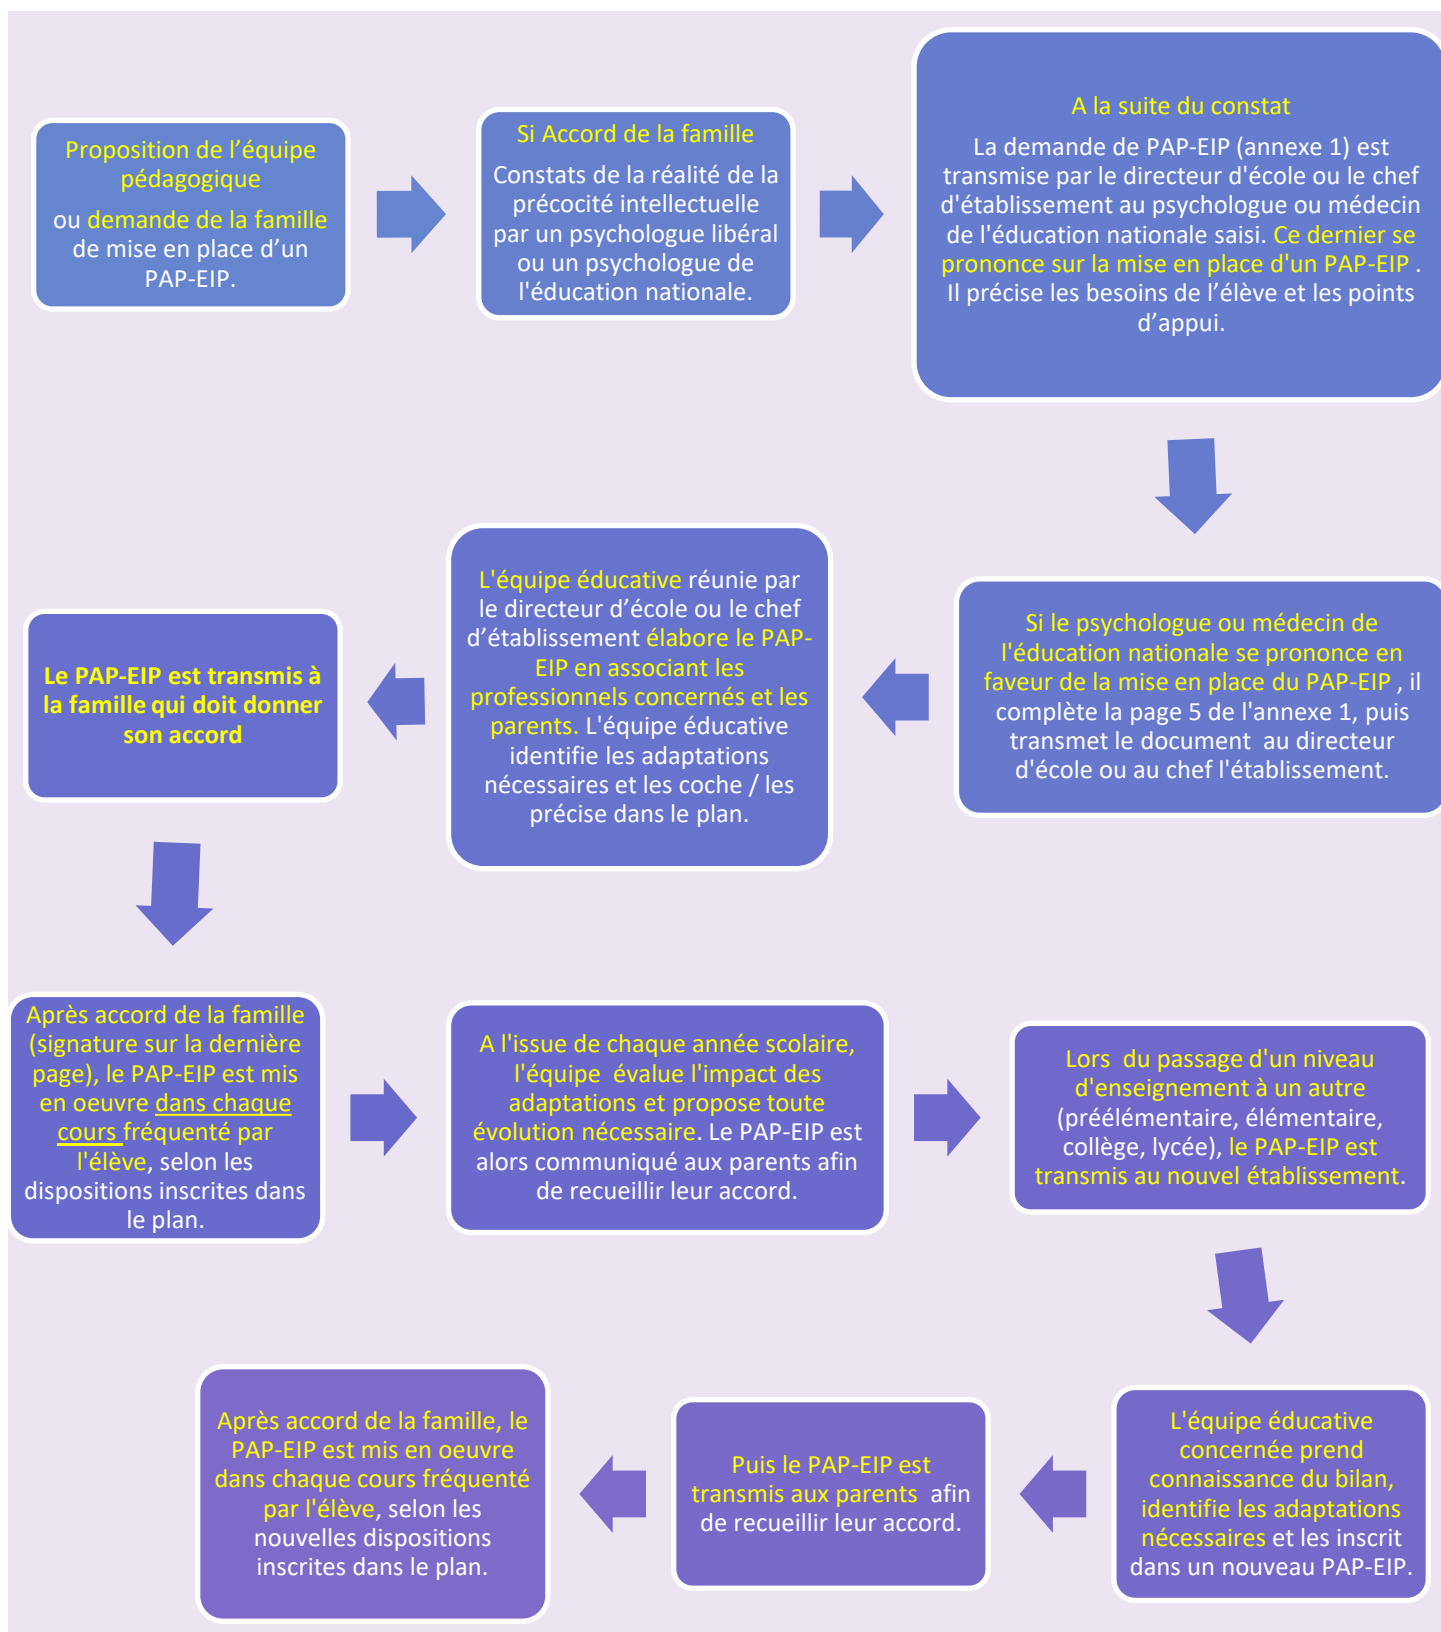 Proposition de l’équipe
pédagogique
ou demande de la famille
de mise en place d’un
PAP-EIP.
Si Accord de la famille
Constats de la réalité de la
précocité intellectuelle
par un psychologue libéral
ou un psychologue de
l'éducation nationale.
A la suite du constat
La demande de PAP-EIP (annexe 1) est
transmise par le directeur d'école ou le chef
d'établissement au psychologue ou médecin
de l'éducation nationale saisi. Ce dernier se
prononce sur la mise en place d'un PAP-EIP .
Il précise les besoins de l’élève et les points
d’appui.
Si le psychologue ou médecin de
l'éducation nationale se prononce en
faveur de la mise en place du PAP-EIP , il
complète la page 5 de l'annexe 1, puis
transmet le document au directeur
d'école ou au chef l'établissement.
L'équipe éducative réunie par
le directeur d’école ou le chef
d’établissement élabore le PAP-
EIP en associant les
professionnels concernés et les
parents. L'équipe éducative
identifie les adaptations
nécessaires et les coche / les
précise dans le plan.
Le PAP-EIP est transmis à
la famille qui doit donner
son accord
Après accord de la famille
(signature sur la dernière
page), le PAP-EIP est mis
en oeuvre dans chaque
cours fréquenté par
l'élève, selon les
dispositions inscrites dans
le plan.
A l'issue de chaque année scolaire,
l'équipe évalue l'impact des
adaptations et propose toute
évolution nécessaire. Le PAP-EIP est
alors communiqué aux parents afin
de recueillir leur accord.
Lors du passage d'un niveau
d'enseignement à un autre
(préélémentaire, élémentaire,
collège, lycée), le PAP-EIP est
transmis au nouvel établissement.
L'équipe éducative
concernée prend
connaissance du bilan,
identifie les adaptations
nécessaires et les inscrit
dans un nouveau PAP-EIP.
Puis le PAP-EIP est
transmis aux parents afin
de recueillir leur accord.
Après accord de la famille, le
PAP-EIP est mis en oeuvre
dans chaque cours fréquenté
par l'élève, selon les
nouvelles dispositions
inscrites dans le plan.